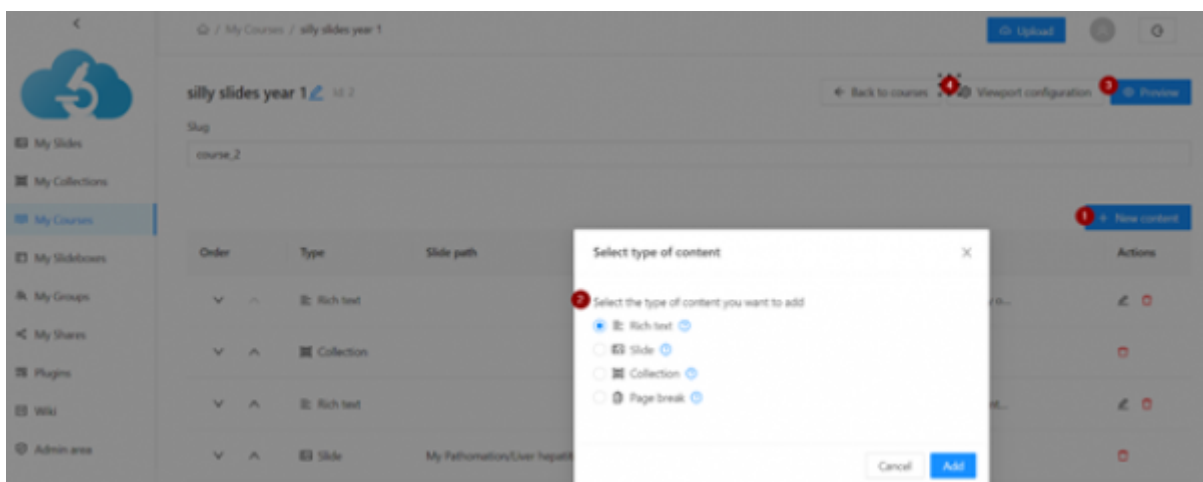 / My Courses / silly slides year 1
Upload
silly slides year 1 Id: 2
Back to courses
4
Viewport configuration
3
Preview
Slug
course_2
My Slides
My Collections
My Courses
My Slideboxes
My Groups
My Shares
Plugins
Wiki
Admin area
1
+ New content
Order Type Slide path Actions
Rich text
Collection
Rich text
Slide My Pathomation/Liver hepatit
Select type of content
2
Select the type of content you want to add
Rich text
Slide
Collection
Page break
Cancel Add